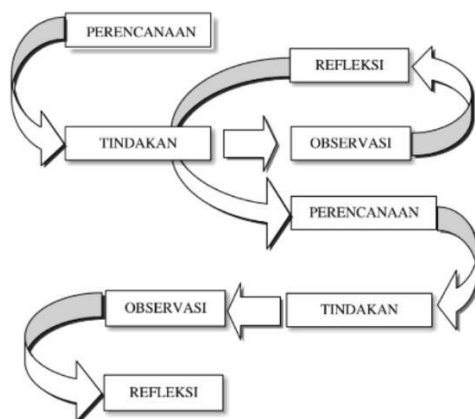 PERENCANAAN
REFLEKSI
TINDAKAN
OBSERVASI
PERENCANAAN
OBSERVASI
TINDAKAN
REFLEKSI